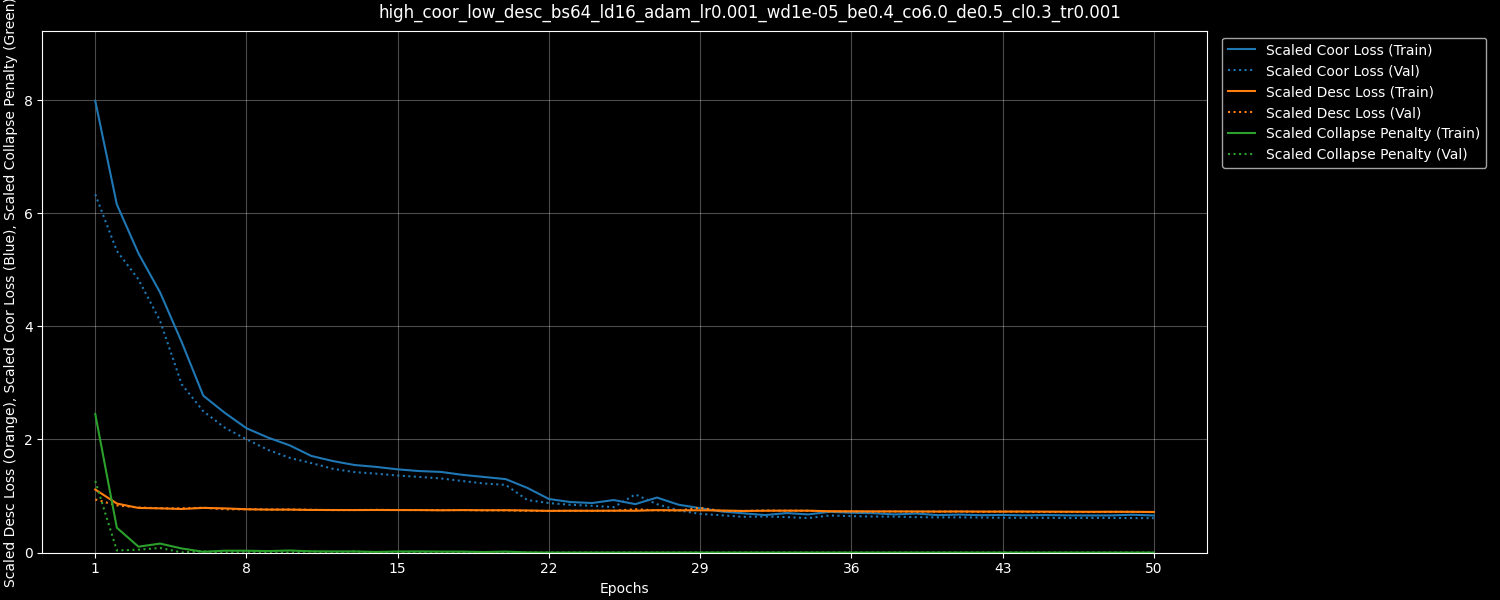 high_coor_low_desc_bs64_ld16_adam_lr0.001_wd1e-05_be0.4_co6.0_de0.5_cl0.3_tr0.001
Scaled Desc Loss (Orange), Scaled Coor Loss (Blue), Scaled Collapse Penalty (Green)
8
6
4
2
0
1
8
15
22
29
36
43
50
Epochs
Scaled Coor Loss (Train)
Scaled Coor Loss (Val)
Scaled Desc Loss (Train)
Scaled Desc Loss (Val)
Scaled Collapse Penalty (Train)
Scaled Collapse Penalty (Val)